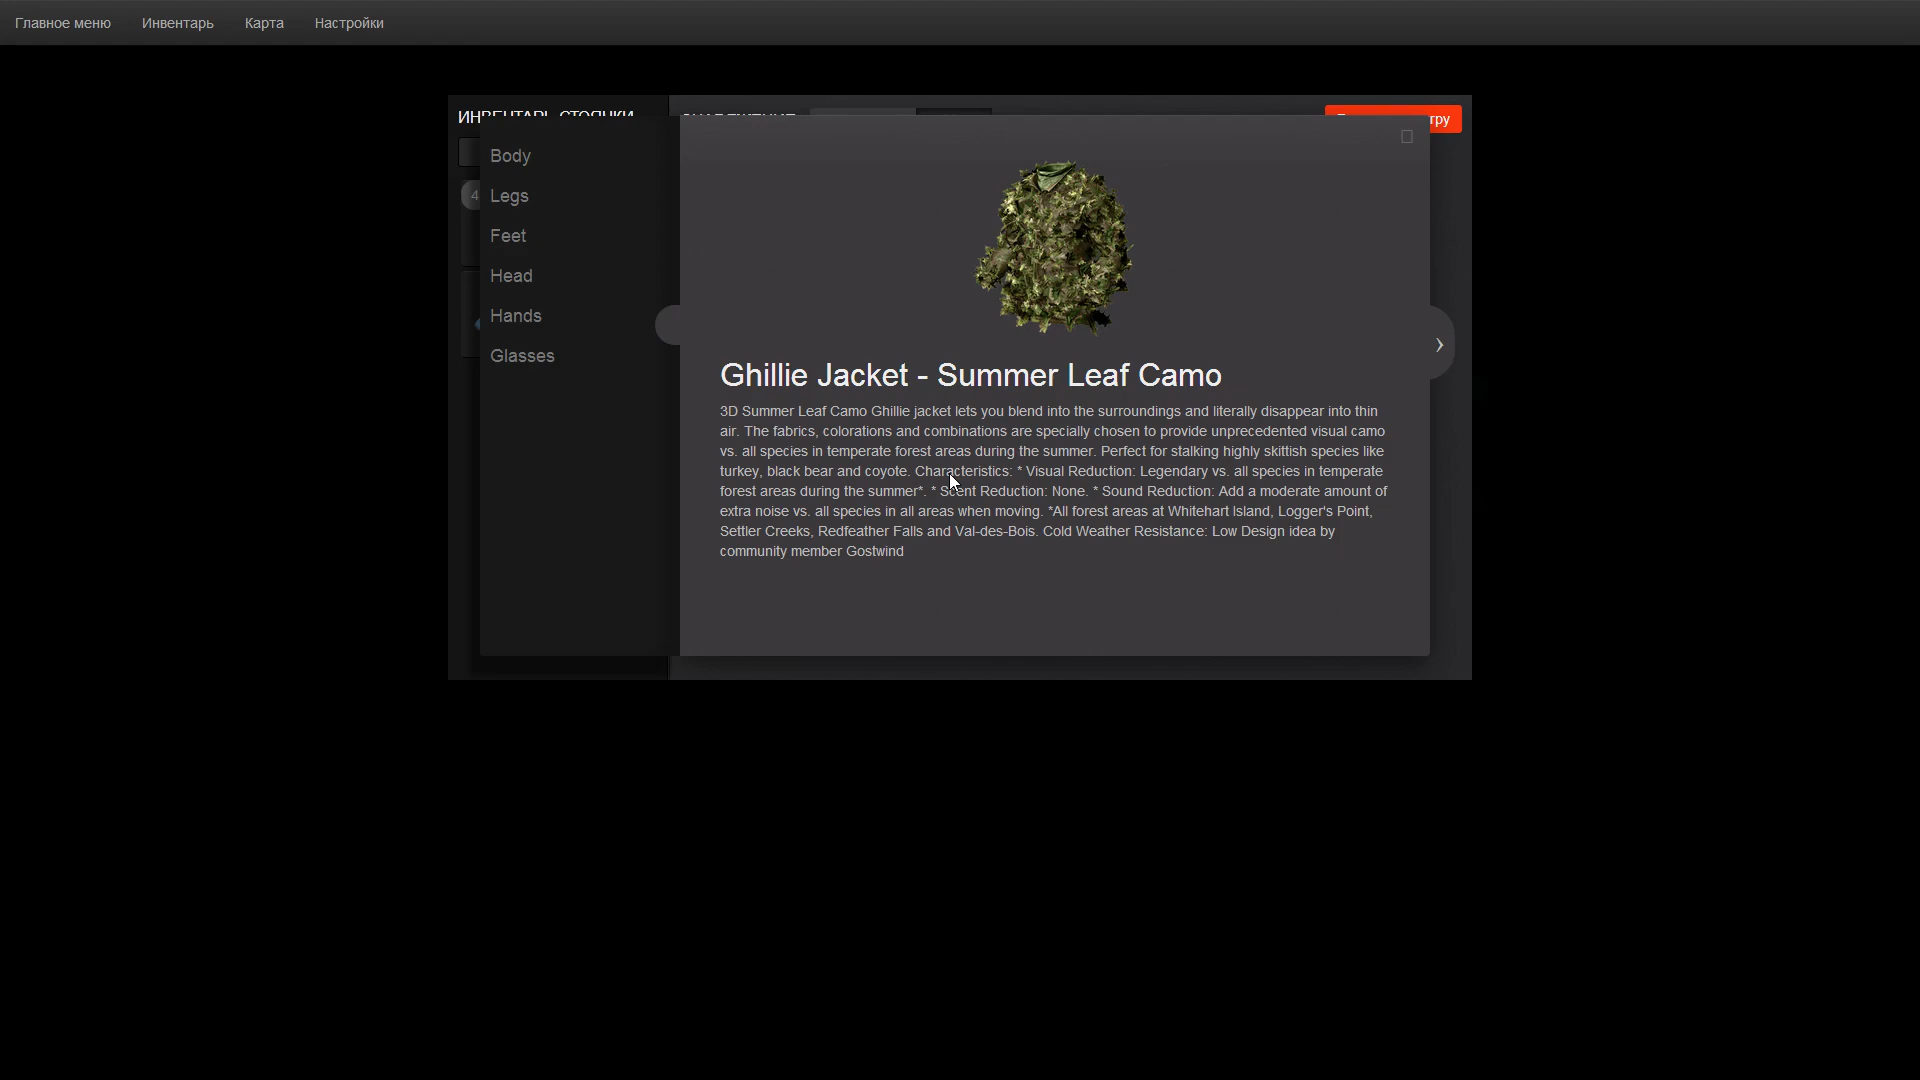 Главное меню Инвентарь Карта Настройки
ИНВЕНТАРЬ СТОЯНКИ
гру
4
Body
Legs
Feet
Head
Hands
Glasses
Ghillie Jacket - Summer Leaf Camo
3D Summer Leaf Camo Ghillie jacket lets you blend into the surroundings and literally disappear into thin
air. The fabrics, colorations and combinations are specially chosen to provide unprecedented visual camo
vs. all species in temperate forest areas during the summer. Perfect for stalking highly skittish species like
turkey, black bear and coyote. Characteristics: * Visual Reduction: Legendary vs. all species in temperate
forest areas during the summer*. * Scent Reduction: None. * Sound Reduction: Add a moderate amount of
extra noise vs. all species in all areas when moving. *All forest areas at Whitehart Island, Logger's Point,
Settler Creeks, Redfeather Falls and Val-des-Bois. Cold Weather Resistance: Low Design idea by
community member Gostwind